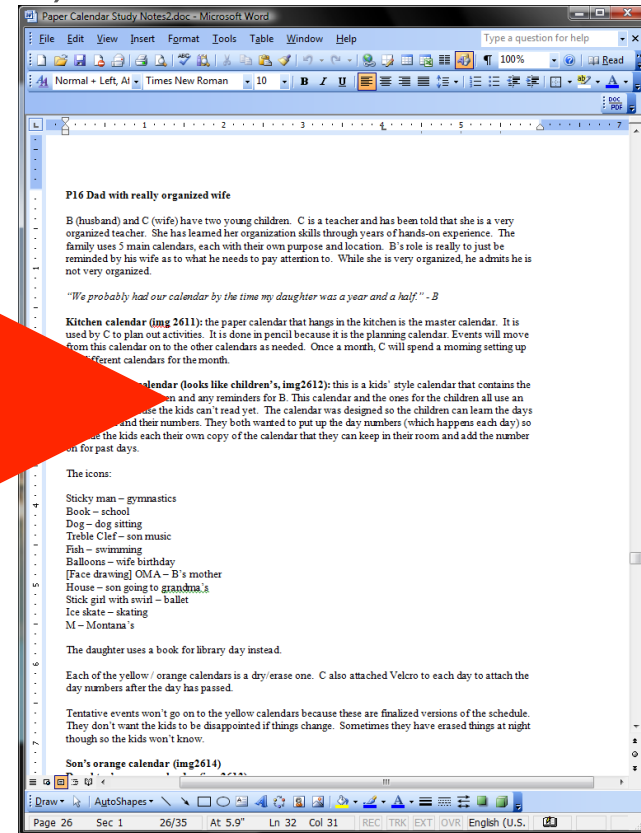 Paper Calendar Study Notes2.doc - Microsoft Word
File Edit View Insert Format Tools Table Window Help Type a question for help
100% Read
Normal + Left, Times New Roman 10 B I U
DOC PDF
1 2 3 4 5 7
P16 Dad with really organized wife
B (husband) and C (wife) have two young children. C is a teacher and has been told that she is a very
organized teacher. She has learned her organization skills through years of hands-on experience. The
family uses 5 main calendars, each with their own purpose and location. B's role is really to just be
reminded by his wife as to what he needs to pay attention to. While she is very organized, he admits he is
not very organized.
"We probably had our calendar by the time my daughter was a year and a half." - B
Kitchen calendar (img 2611): the paper calendar that hangs in the kitchen is the master calendar. It is
used by C to plan out activities. It is done in pencil because it is the planning calendar. Events will move
from this calendar on to the other calendars as needed. Once a month, C will spend a morning setting up
different calendars for the month.
calendar (looks like children's, img2612): this is a kids' style calendar that contains the
and any reminders for B. This calendar and the ones for the children all use an
the kids can't read yet. The calendar was designed so the children can learn the days
and their numbers. They both wanted to put up the day numbers (which happens each day) so
the kids each their own copy of the calendar that they can keep in their room and add the number
on for past days.
The icons:
Sticky man – gymnastics
Book – school
Dog – dog sitting
Treble Clef – son music
Fish – swimming
Balloons – wife birthday
[Face drawing] OMA – B's mother
House – son going to grandma's
Stick girl with swirl – ballet
Ice skate – skating
M – Montana's
The daughter uses a book for library day instead.
Each of the yellow / orange calendars is a dry/erase one. C also attached Velcro to each day to attach the
day numbers after the day has passed.
Tentative events won't go on to the yellow calendars because these are finalized versions of the schedule.
They don't want the kids to be disappointed if things change. Sometimes they have erased things at night
though so the kids won't know.
Son's orange calendar (img2614)
Draw AutoShapes
Page 26 Sec 1 26/35 At 5.9" Ln 32 Col 31 REC TRK EXT OVR English (U.S.